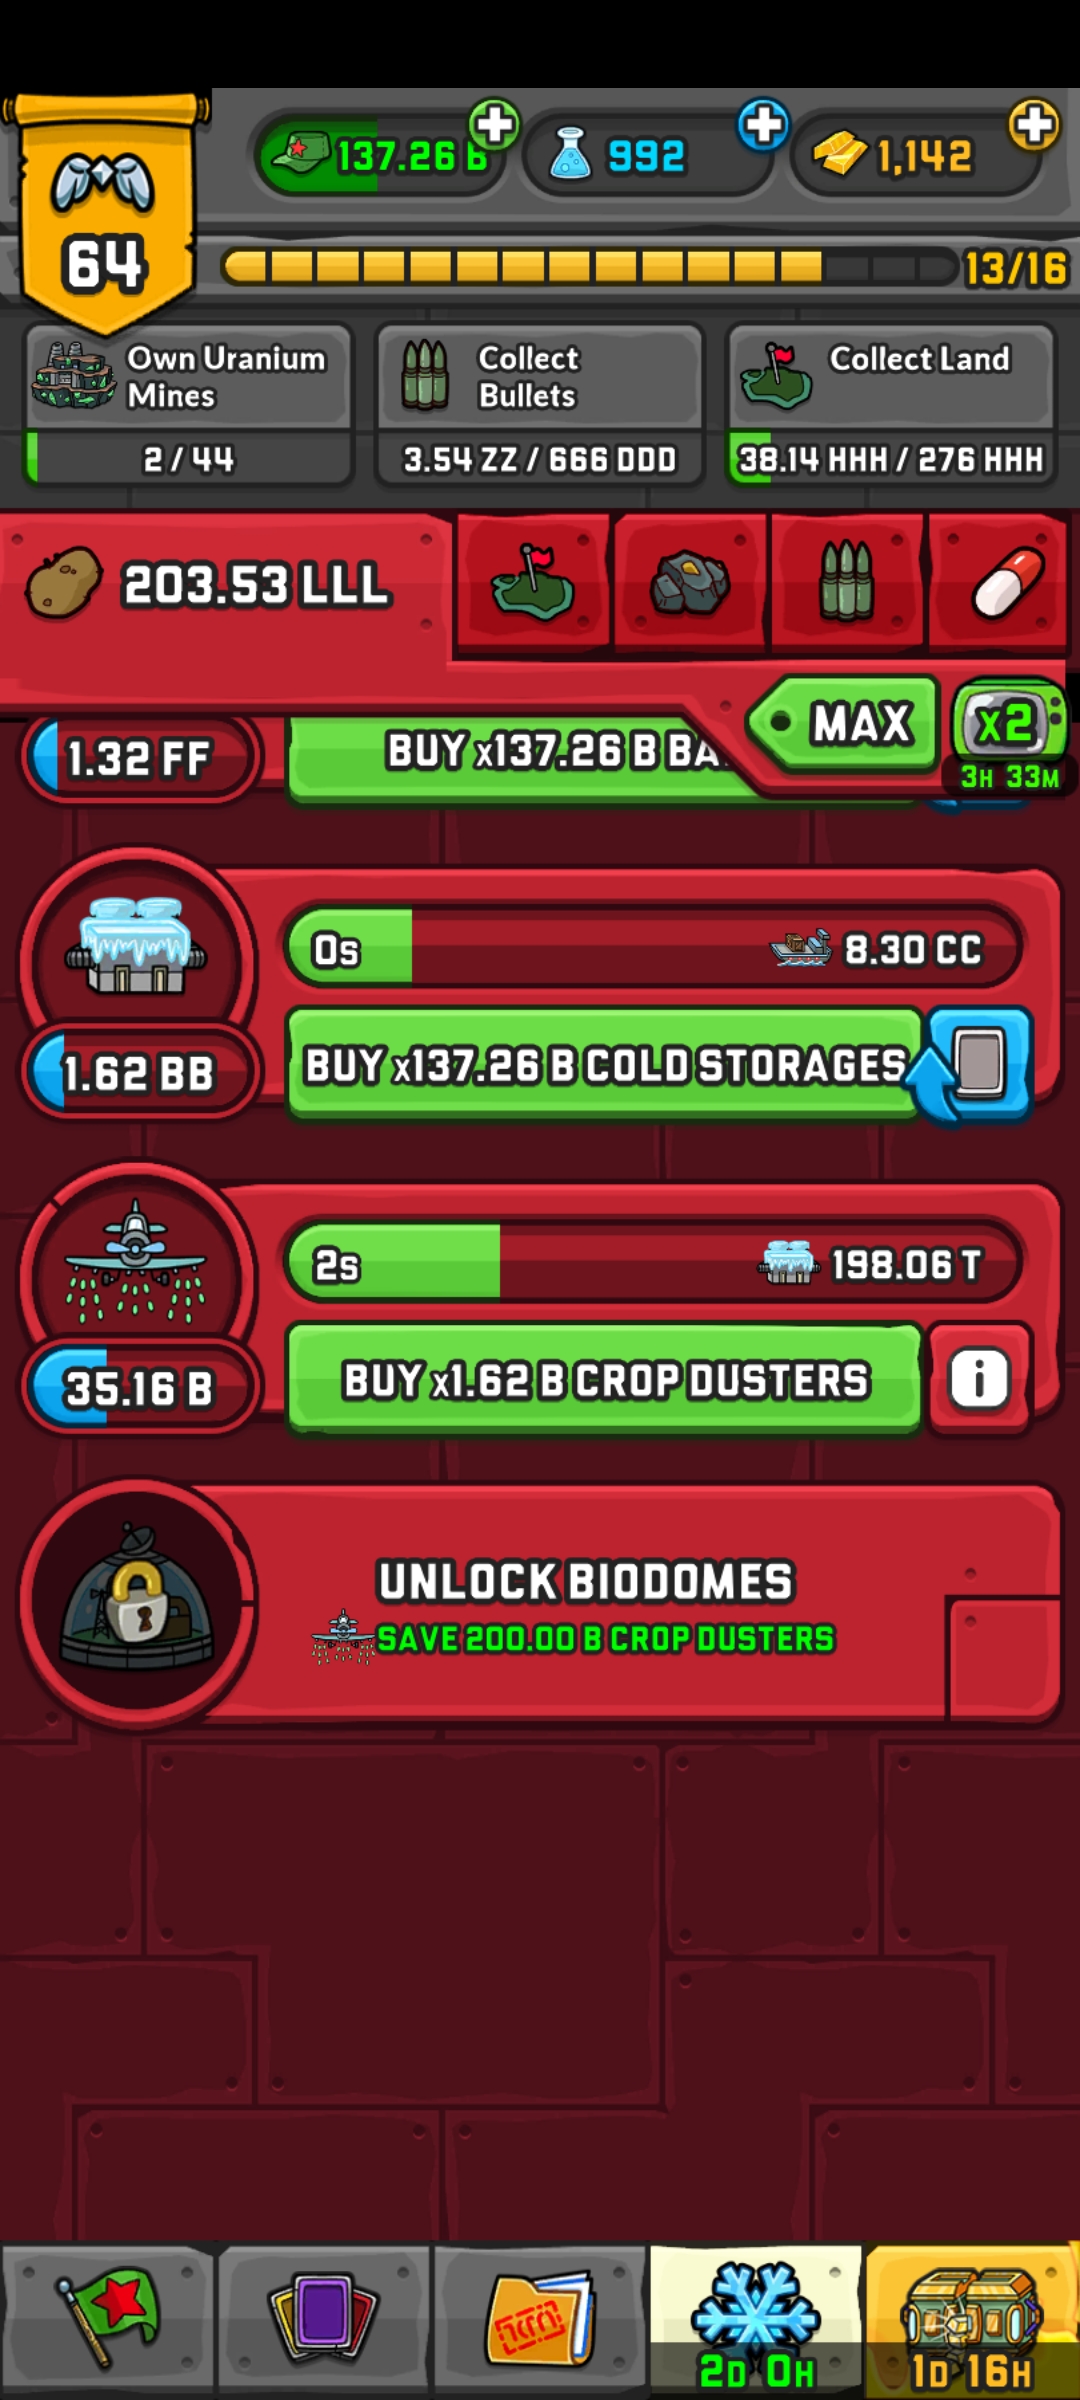 137.26 B
992
1,142
64
13/16
Own Uranium
Mines
2 / 44
Collect
Bullets
3.54 ZZ / 666 DDD
Collect Land
38.14 HHH / 276 HHH
203.53 LLL
MAX
x2
3H 33M
1.32 FF
BUY x137.26 B BA
0s
8.30 CC
1.62 BB
BUY x137.26 B COLD STORAGES
2s
198.06 T
35.16 B
BUY x1.62 B CROP DUSTERS
i
UNLOCK BIODOMES
SAVE 200.00 B CROP DUSTERS
2D 0H
1D 16H